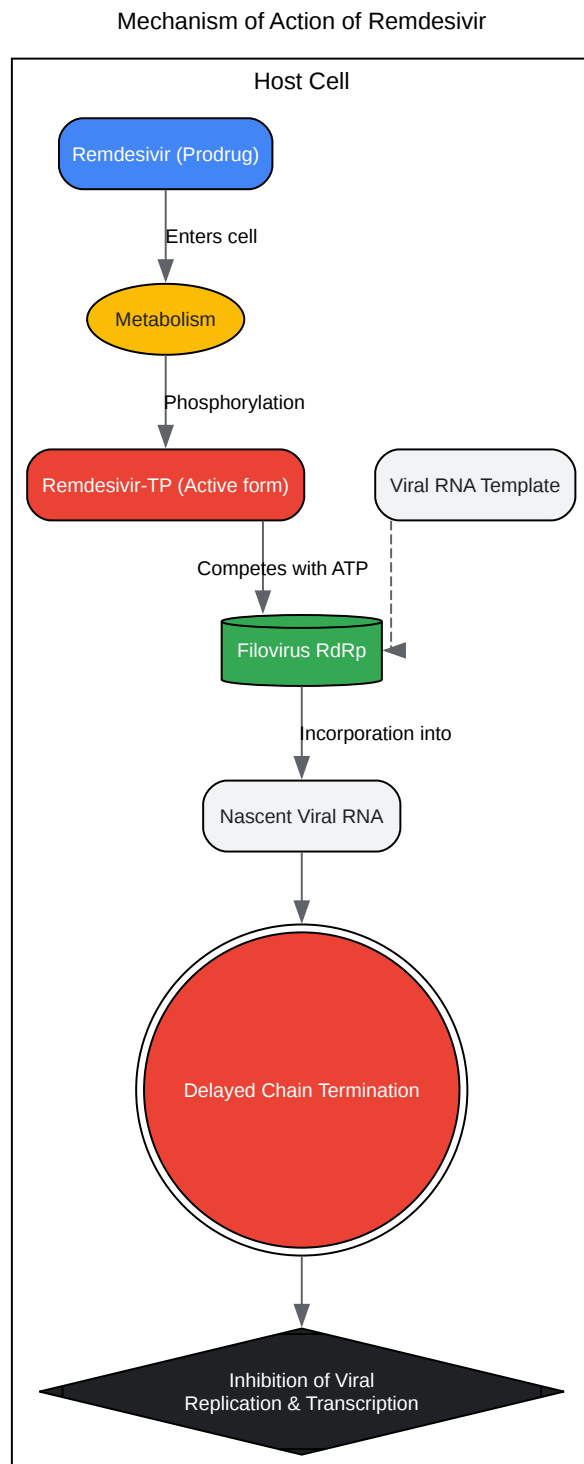 Mechanism of Action of Remdesivir
Host Cell
Remdesivir (Prodrug)
Enters cell
Metabolism
Phosphorylation
Remdesivir-TP (Active form)
Viral RNA Template
Competes with ATP
Filovirus RdRp
Incorporation into
Nascent Viral RNA
Delayed Chain Termination
Inhibition of Viral
Replication & Transcription